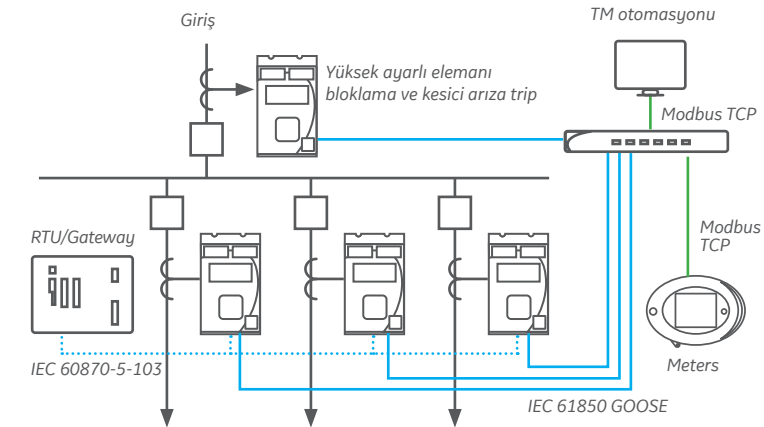 Giriş
TM otomasyonu
Yüksek ayarlı elemanı
bloklama ve kesici arıza trip
Modbus TCP
RTU/Gateway
Modbus
TCP
IEC 60870-5-103
Meters
IEC 61850 GOOSE